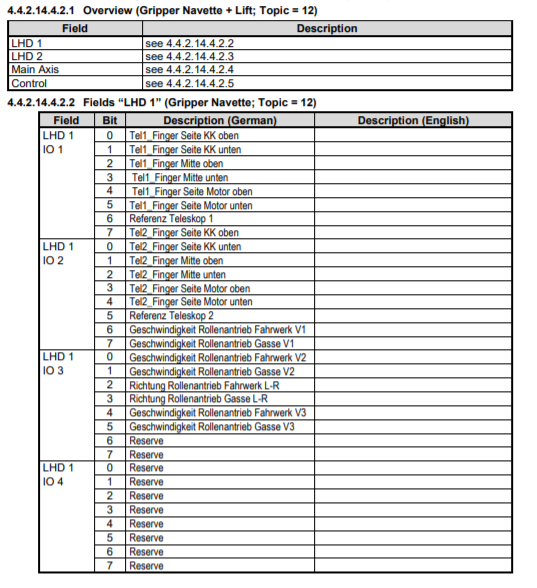 4.4.2.14.4.2.1 Overview (Gripper Navette + Lift; Topic = 12)
Field Description
LHD 1 see 4.4.2.14.4.2.2
LHD 2 see 4.4.2.14.4.2.3
Main Axis see 4.4.2.14.4.2.4
Control see 4.4.2.14.4.2.5
4.4.2.14.4.2.2 Fields “LHD 1” (Gripper Navette; Topic = 12)
Field Bit Description (German) Description (English)
LHD 1 0 Tel1_Finger Seite KK oben
IO 1 1 Tel1_Finger Seite KK unten
2 Tel1_Finger Mitte oben
3 Tel1_Finger Mitte unten
4 Tel1_Finger Seite Motor oben
5 Tel1_Finger Seite Motor unten
6 Referenz Teleskop 1
7 Tel2_Finger Seite KK oben
LHD 1 0 Tel2_Finger Seite KK unten
IO 2 1 Tel2_Finger Mitte oben
2 Tel2_Finger Mitte unten
3 Tel2_Finger Seite Motor oben
4 Tel2_Finger Seite Motor unten
5 Referenz Teleskop 2
6 Geschwindigkeit Rollenantrieb Fahrwerk V1
7 Geschwindigkeit Rollenantrieb Gasse V1
LHD 1 0 Geschwindigkeit Rollenantrieb Fahrwerk V2
IO 3 1 Geschwindigkeit Rollenantrieb Gasse V2
2 Richtung Rollenantrieb Fahrwerk L-R
3 Richtung Rollenantrieb Gasse L-R
4 Geschwindigkeit Rollenantrieb Fahrwerk V3
5 Geschwindigkeit Rollenantrieb Gasse V3
6 Reserve
7 Reserve
LHD 1 0 Reserve
IO 4 1 Reserve
2 Reserve
3 Reserve
4 Reserve
5 Reserve
6 Reserve
7 Reserve